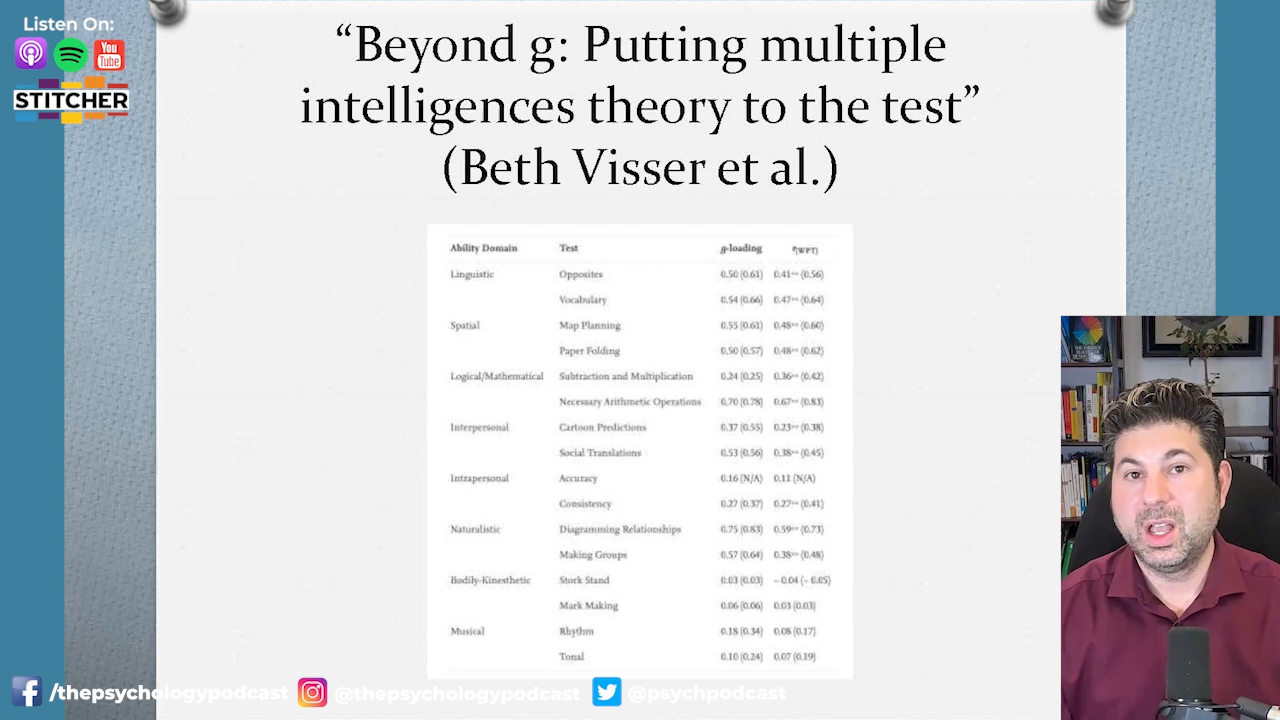 Listen On:
You
Tube
STITCHER
“Beyond g: Putting multiple
intelligences theory to the test”
(Beth Visser et al.)
Ability Domain Test g-loading r(WPT)
Linguistic Opposites 0.50 (0.61) 0.41** (0.56)
Vocabulary 0.54 (0.66) 0.47** (0.64)
Spatial Map Planning 0.55 (0.61) 0.48** (0.60)
Paper Folding 0.50 (0.57) 0.48** (0.62)
Logical/Mathematical Subtraction and Multiplication 0.24 (0.25) 0.36** (0.42)
Necessary Arithmetic Operations 0.70 (0.78) 0.67** (0.83)
Interpersonal Cartoon Predictions 0.37 (0.55) 0.23** (0.38)
Social Translations 0.53 (0.56) 0.38** (0.45)
Intrapersonal Accuracy 0.16 (N/A) 0.11 (N/A)
Consistency 0.27 (0.37) 0.27** (0.41)
Naturalistic Diagramming Relationships 0.75 (0.83) 0.59** (0.73)
Making Groups 0.57 (0.64) 0.38** (0.48)
Bodily-Kinesthetic Stork Stand 0.03 (0.03) − 0.04 (− 0.05)
Mark Making 0.06 (0.06) 0.03 (0.03)
Musical Rhythm 0.18 (0.34) 0.08 (0.17)
Tonal 0.10 (0.24) 0.07 (0.19)
/thepsychologypodcast @thepsychologypodcast @psychpodcast